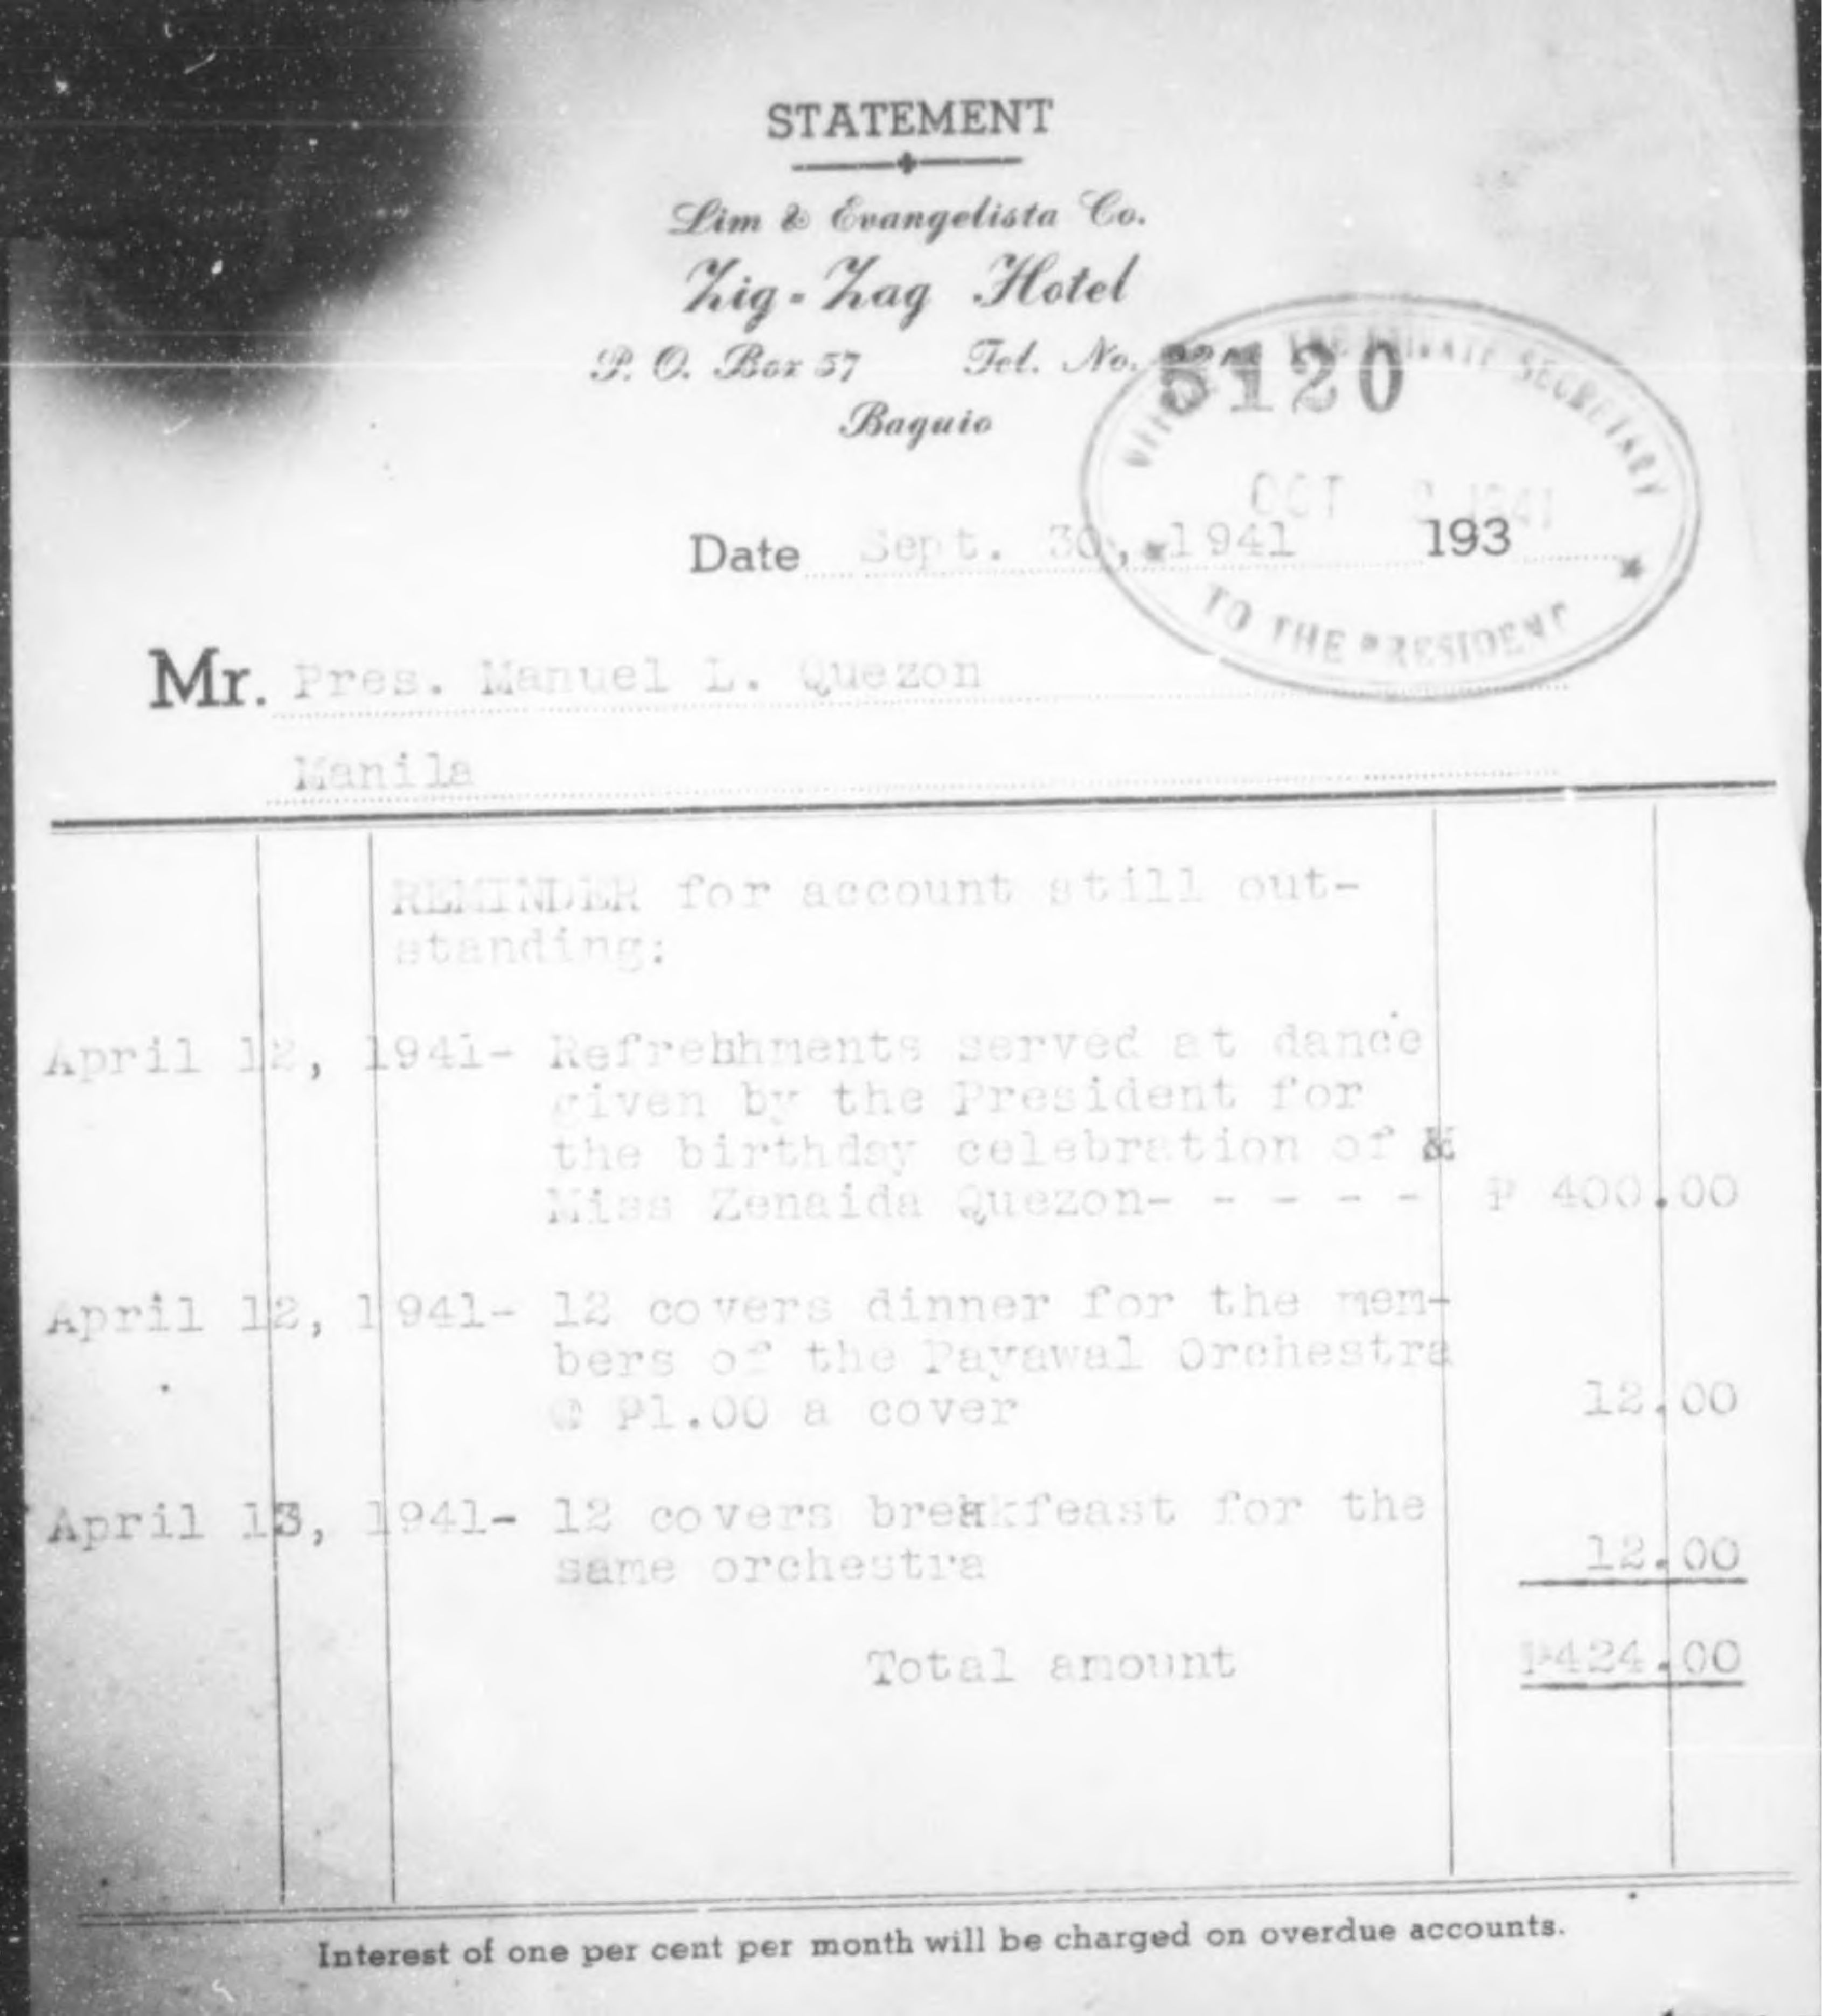 STATEMENT
Lim & Evangelista Co.
Zig-Zag Hotel
P. O. Box 57 Tel. No.
5120
Baguio
PRIVATE SECRETARY
OCT 1941
TO THE PRESIDENT
Date Sept. 30, 1941 193
Mr. Pres. Manuel L. Quezon
Manila
REMINDER for account still out-
standing:
April 12, 1941- Refrehhments served at dance
given by the President for
the birthday celebration of
Miss Zenaida Quezon- - - - - - ₱ 400.00
April 12, 1941- 12 covers dinner for the mem-
bers of the Payawal Orchestra
@ ₱1.00 a cover 12.00
April 13, 1941- 12 covers breakfeast for the
same orchestra 12.00
Total amount ₱424.00
Interest of one per cent per month will be charged on overdue accounts.